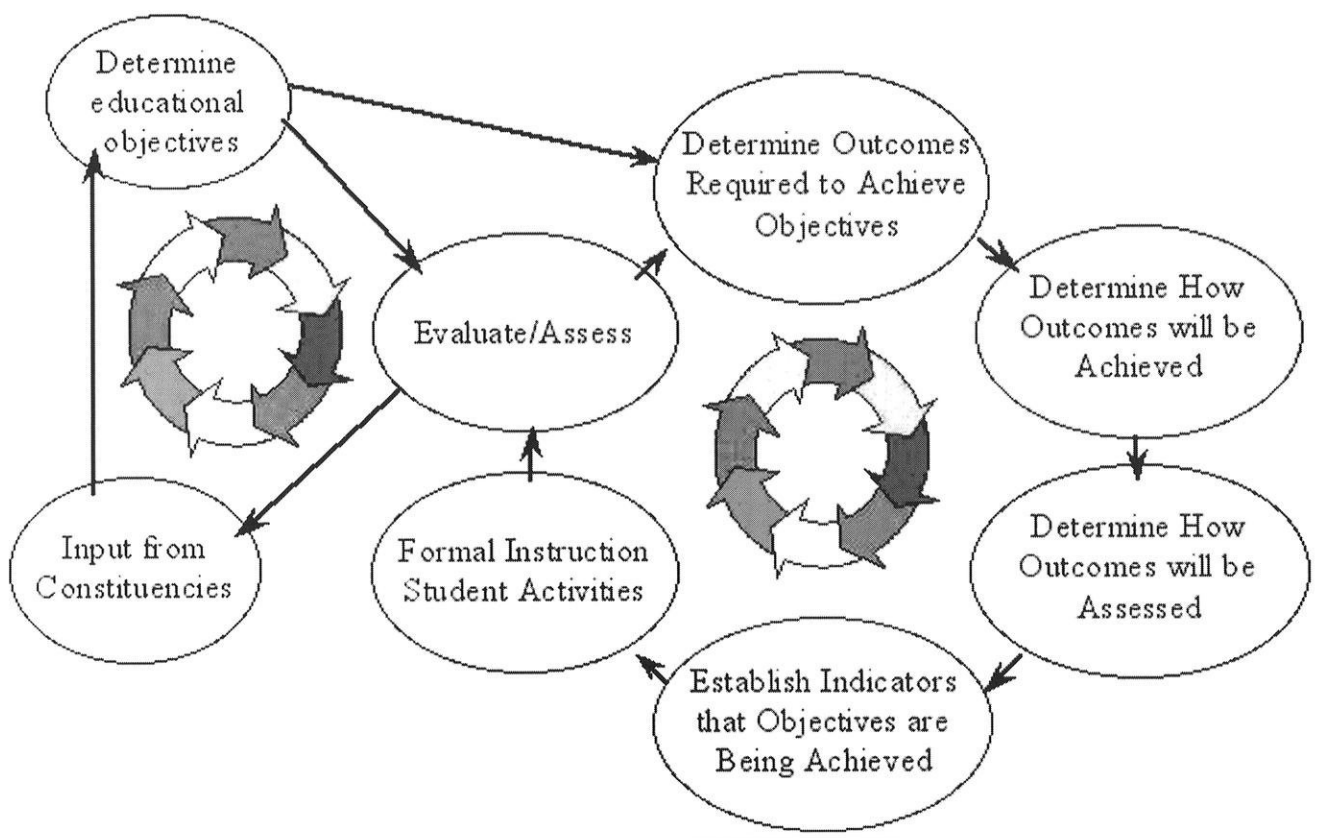 Determine
educational
objectives
Determine Outcomes
Required to Achieve
Objectives
Evaluate/Assess
Determine How
Outcomes will be
Achieved
Input from
Constituencies
Formal Instruction
Student Activities
Determine How
Outcomes will be
Assessed
Establish Indicators
that Objectives are
Being Achieved